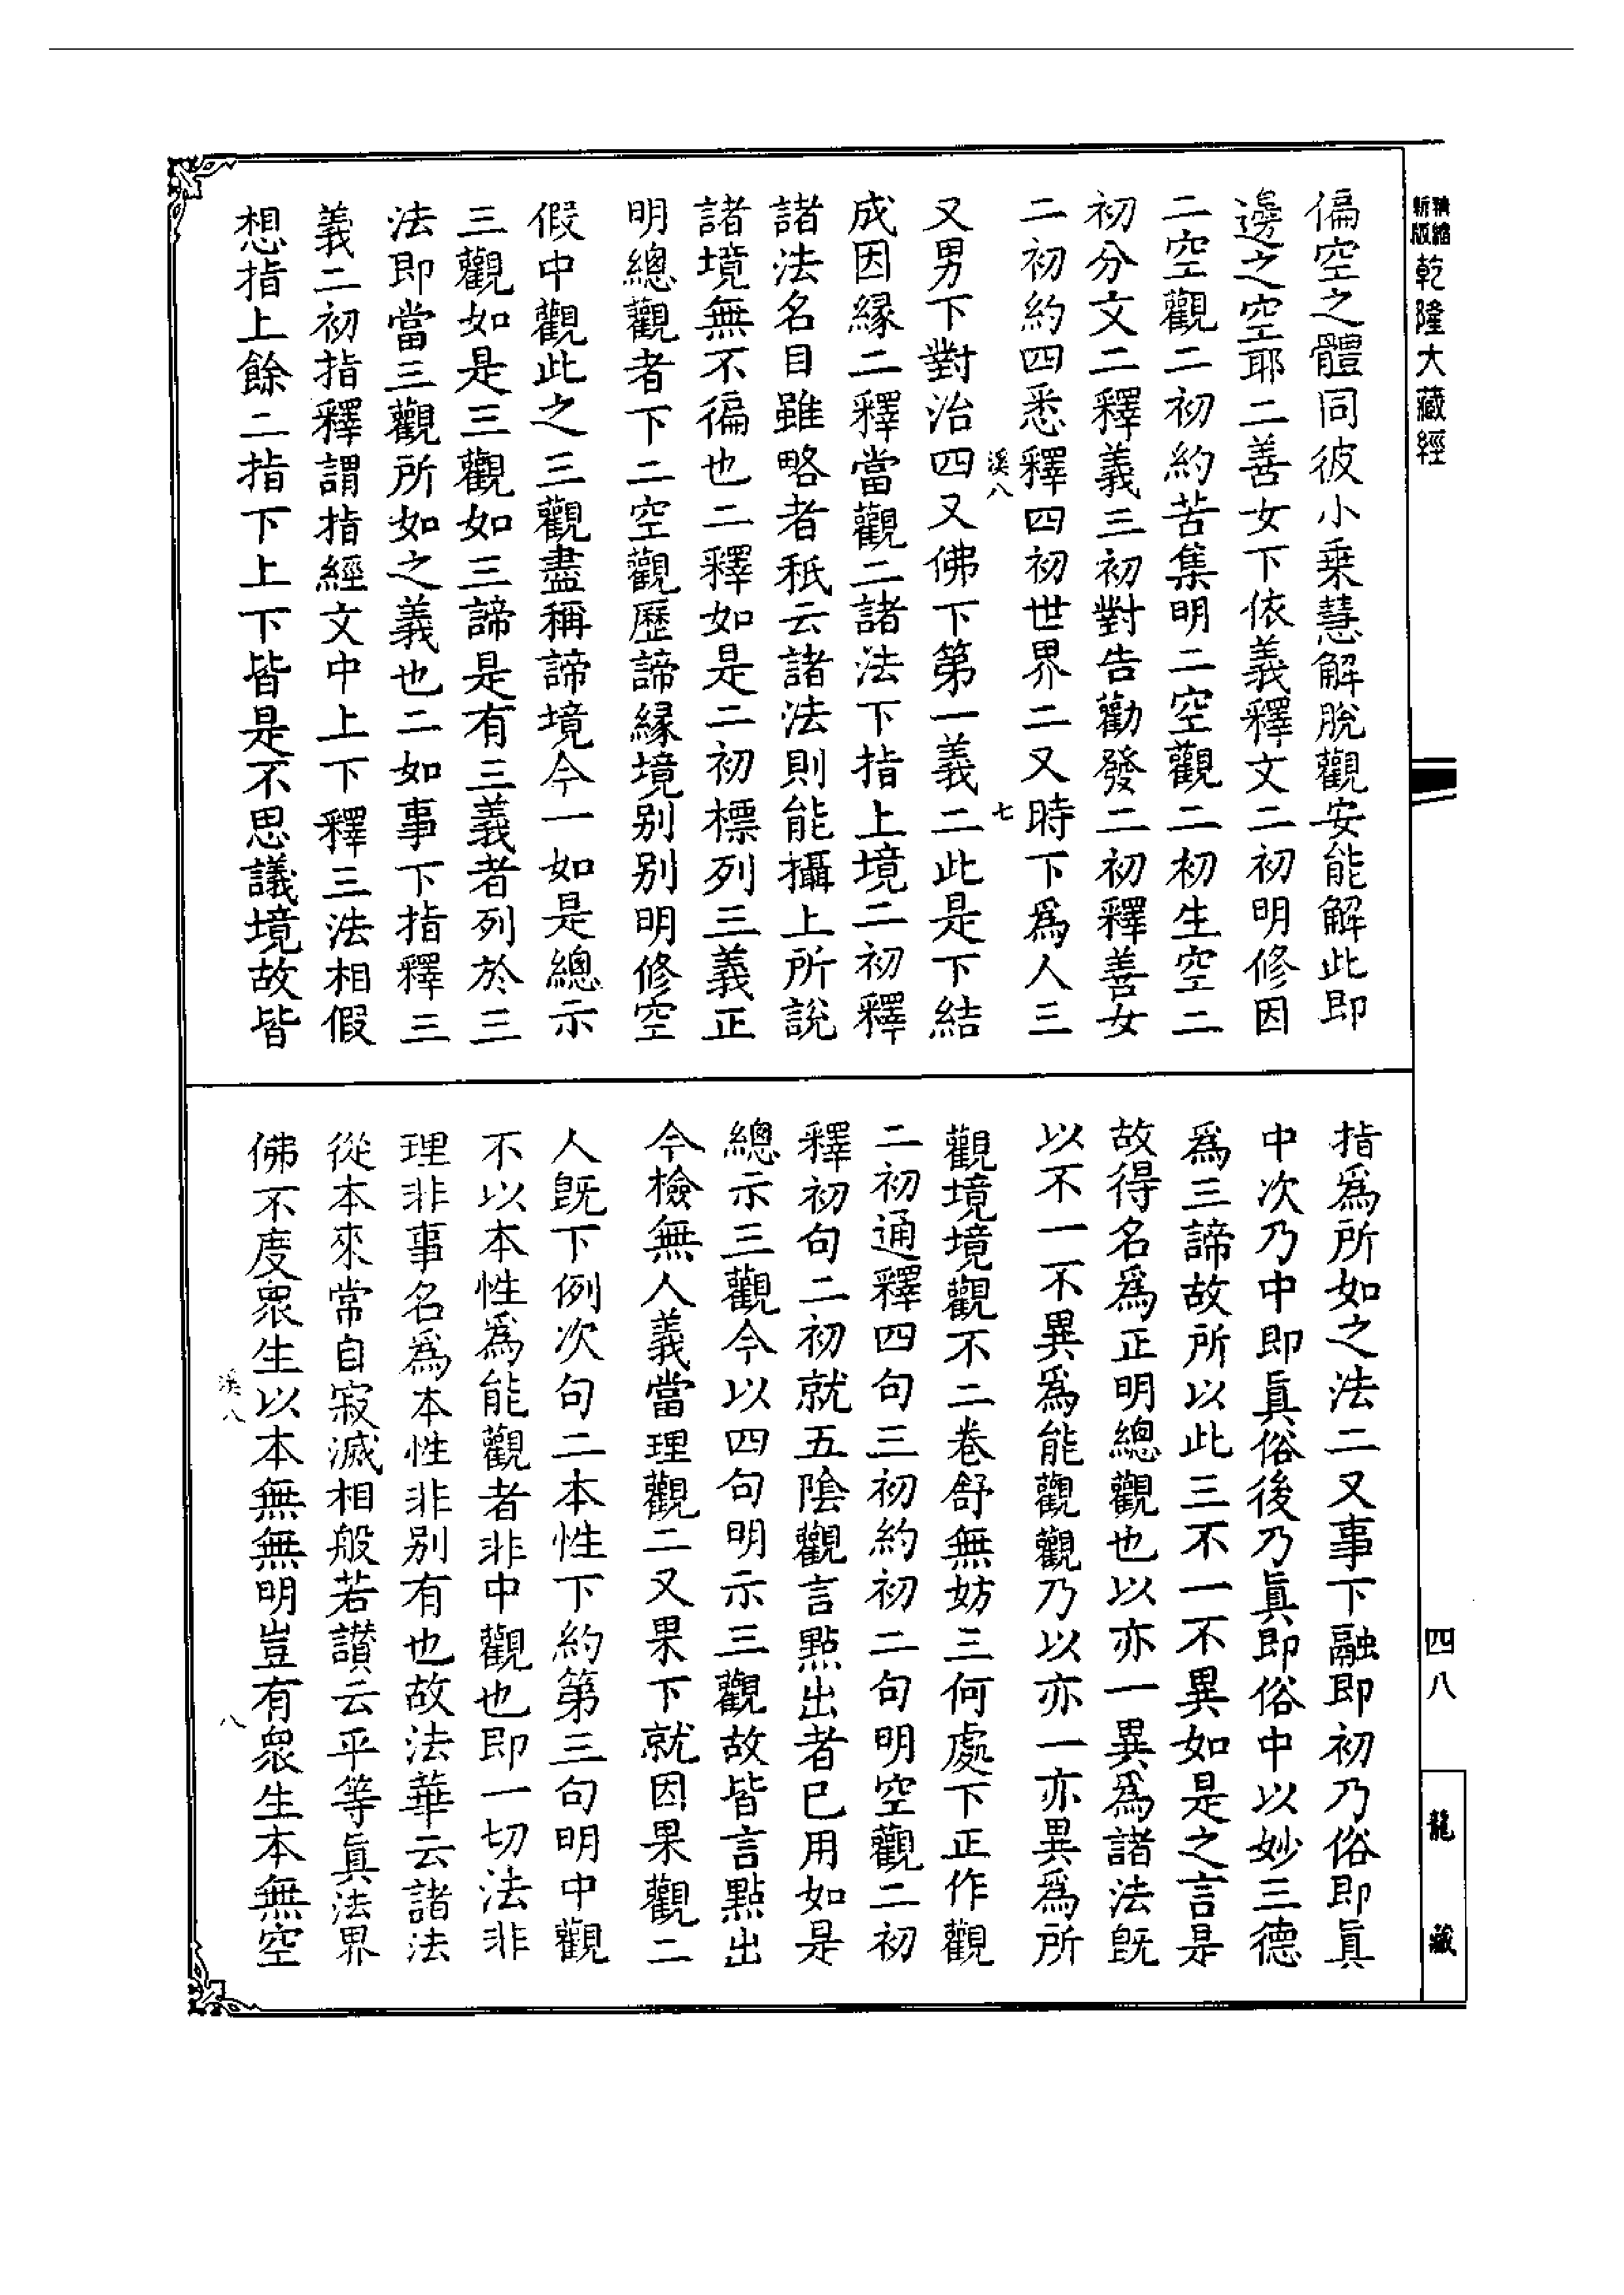 精縮新版乾隆大藏經
偏空之體同彼小乗慧解脫觀安能解此即
邊之空耶二善女下依義釋文二初明修因
二空觀二初約苦集明二空觀二初生空二
初分文二釋義三初對告勸發二初釋善女
二初約四悉釋四初世界二又時下爲人三
溪八 七
又男下對治四又佛下第一義二此是下結
成因緣二釋當觀二諸法下指上境二初釋
諸法名目雖略者秖云諸法則能攝上所說
諸境無不徧也二釋如是二初標列三義正
明總觀者下二空觀歷諦緣境别别明修空
假中觀此之三觀盡稱諦境今一如是總示
三觀如是三觀如三諦是有三義者列於三
法即當三觀所如之義也二如事下指釋三
義二初指釋謂指經文中上下釋三法相假
想指上餘二指下上下皆是不思議境故皆
指爲所如之法二又事下融即初乃俗即眞
中次乃中即眞俗後乃眞即俗中以妙三德
爲三諦故所以此三不一不異如是之言是
故得名爲正明總觀也以亦一異爲諸法旣
以不一不異爲能觀觀乃以亦一亦異爲所
觀境境觀不二卷舒無妨三何處下正作觀
二初通釋四句三初約初二句明空觀二初
釋初句二初就五陰觀言點出者已用如是
總示三觀今以四句明示三觀故皆言點出
今檢無人義當理觀二又果下就因果觀二
人旣下例次句二本性下約第三句明中觀
不以本性爲能觀者非中觀也即一切法非
理非事名爲本性非别有也故法華云諸法
從本來常自寂滅相般若讃云平等眞法界
佛不度衆生以本無無明豈有衆生本無空
溪八 八
四八
龍藏